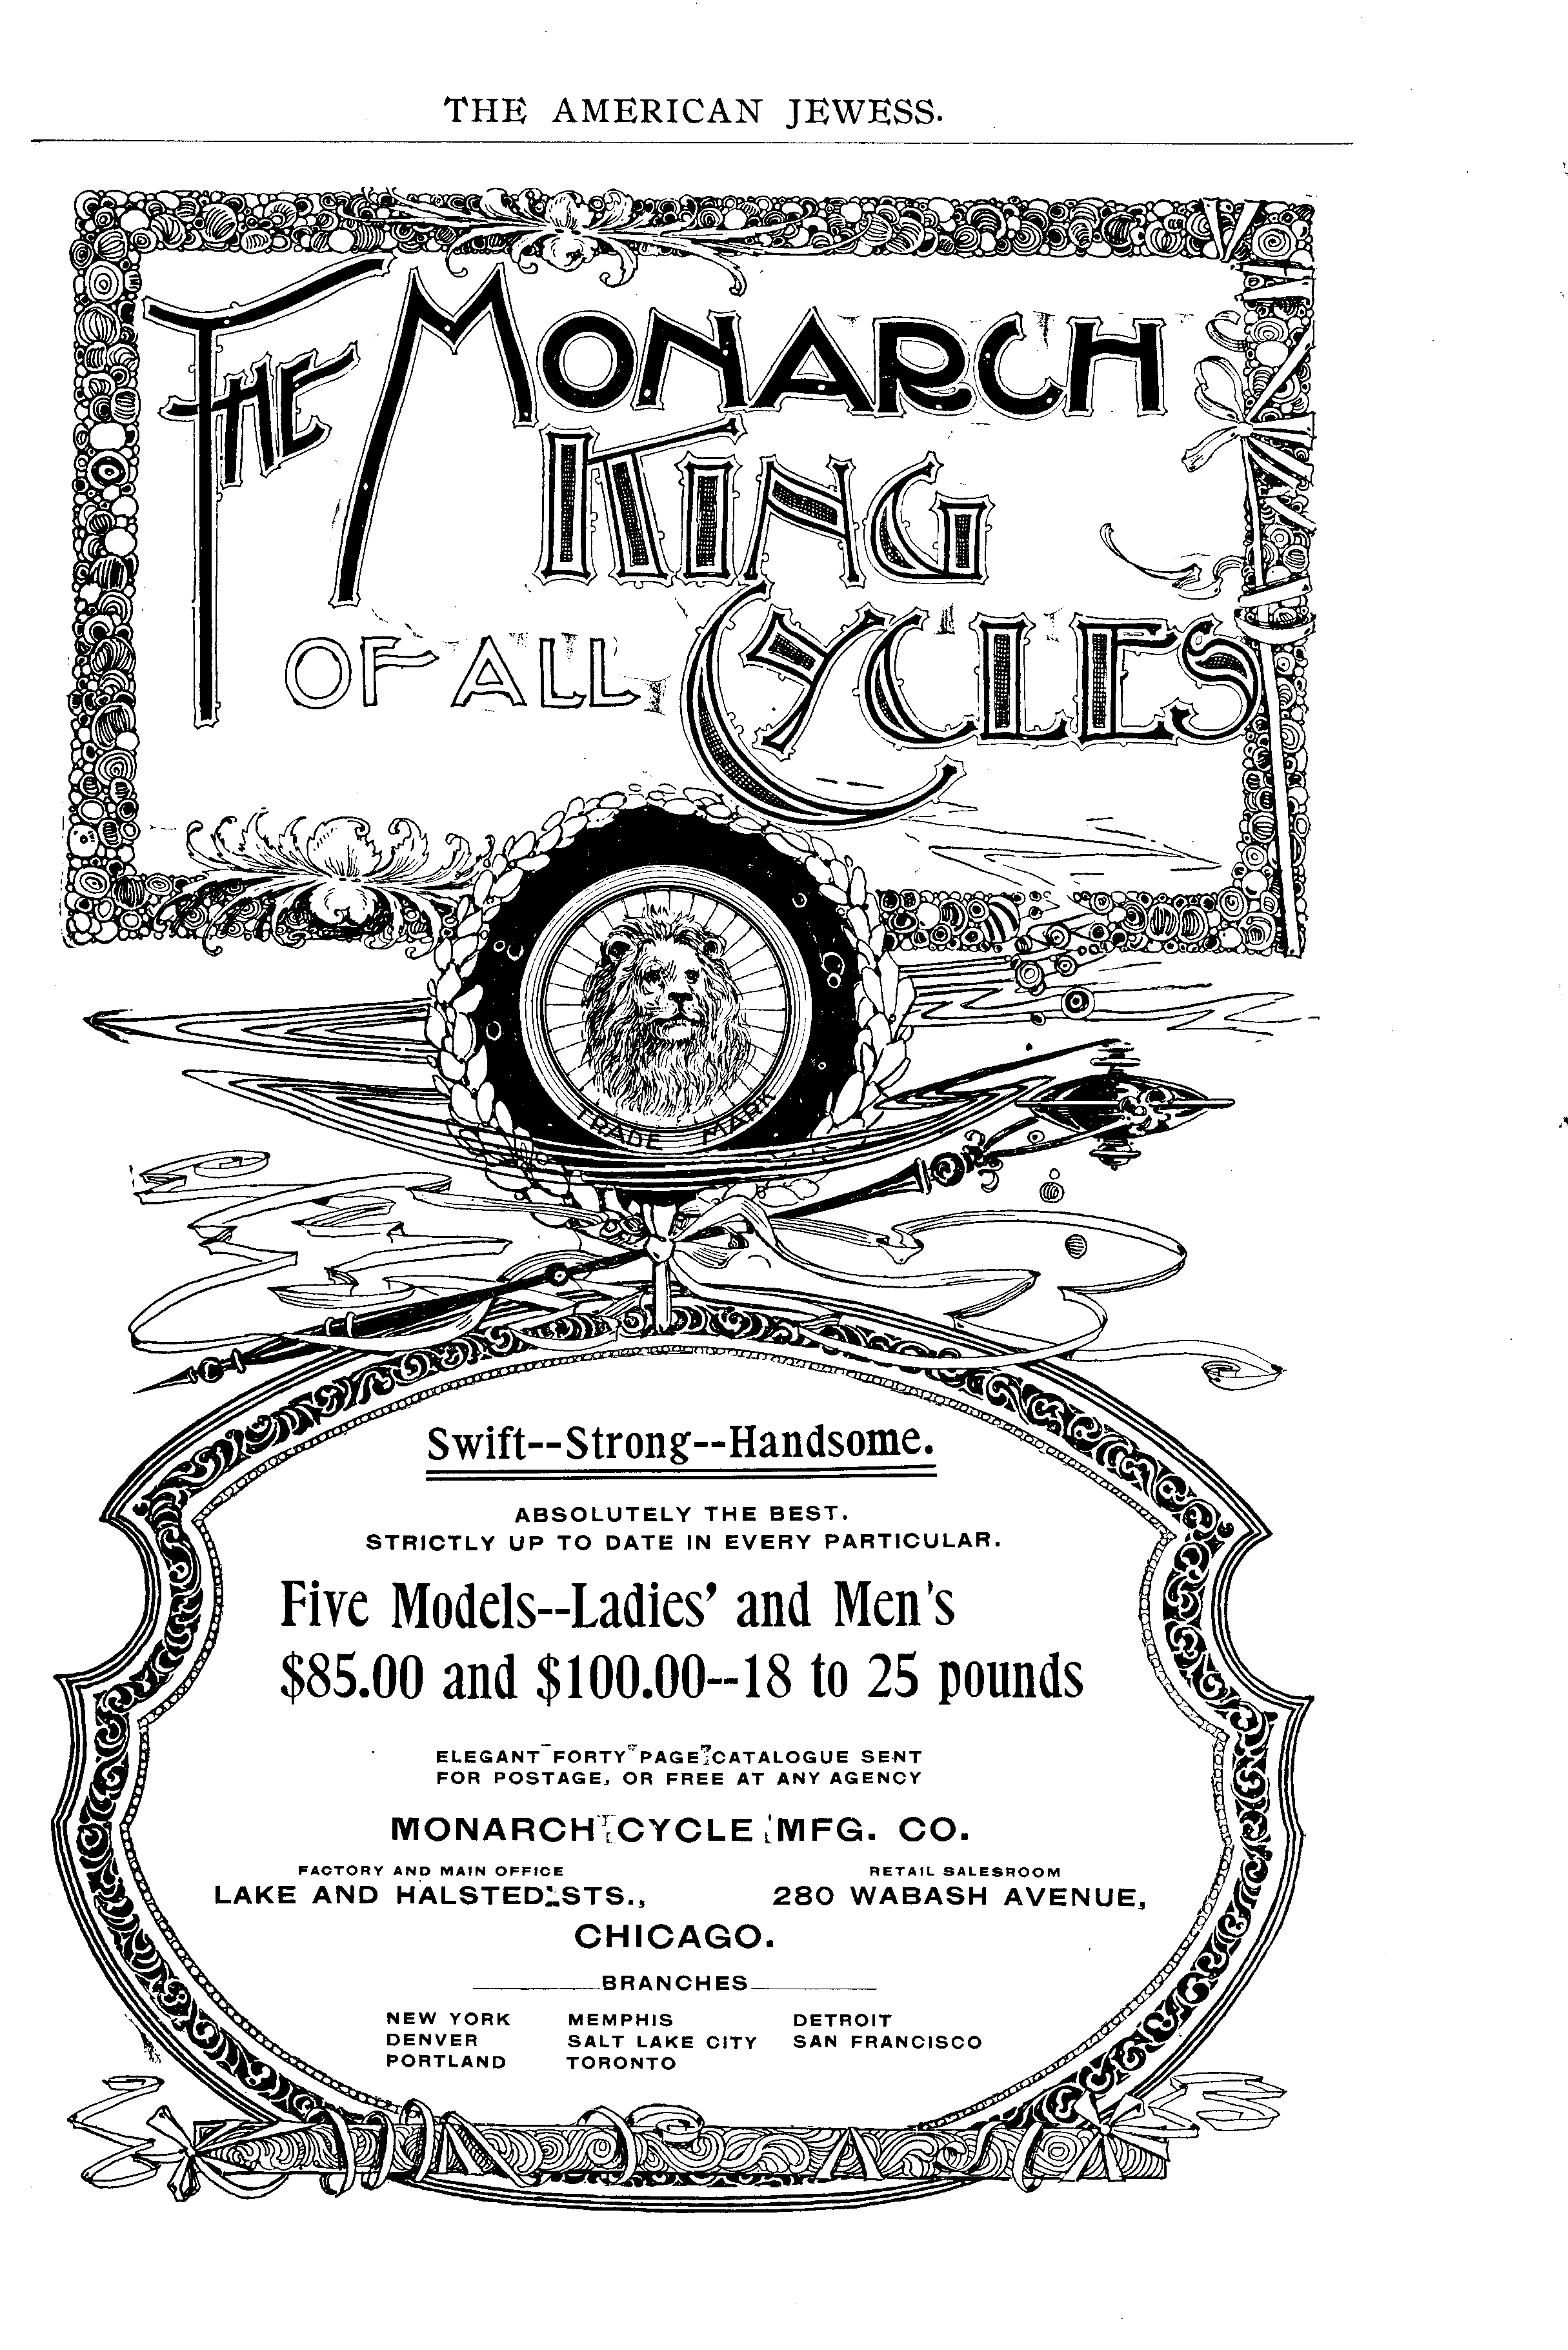 THE AMERICAN JEWESS.
THE MONARCH
KING
OF ALL CYCLES
TRADE MARK
Swift--Strong--Handsome.
ABSOLUTELY THE BEST.
STRICTLY UP TO DATE IN EVERY PARTICULAR.
Five Models--Ladies' and Men's
$85.00 and $100.00--18 to 25 pounds
ELEGANT FORTY PAGE CATALOGUE SENT
FOR POSTAGE, OR FREE AT ANY AGENCY
MONARCH CYCLE MFG. CO.
FACTORY AND MAIN OFFICE RETAIL SALESROOM
LAKE AND HALSTED STS., 280 WABASH AVENUE,
CHICAGO.
BRANCHES
NEW YORK MEMPHIS DETROIT
DENVER SALT LAKE CITY SAN FRANCISCO
PORTLAND TORONTO